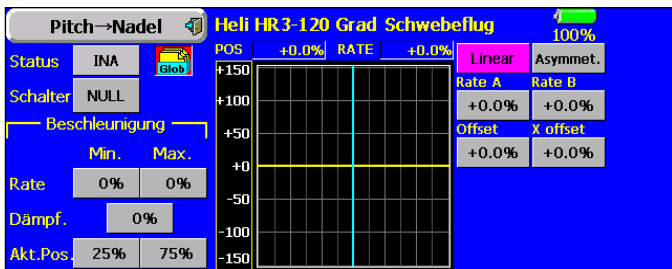 Pitch→Nadel Heli HR3-120 Grad Schwebeflug 100%
POS +0.0% RATE +0.0%
Status INA Glob Linear Asymmet.
Rate A Rate B
Schalter NULL +0.0% +0.0%
Beschleunigung Offset X offset
Min. Max. +0.0% +0.0%
Rate 0% 0%
Dämpf. 0%
Akt.Pos. 25% 75%
+150
+100
+50
+0
-50
-100
-150